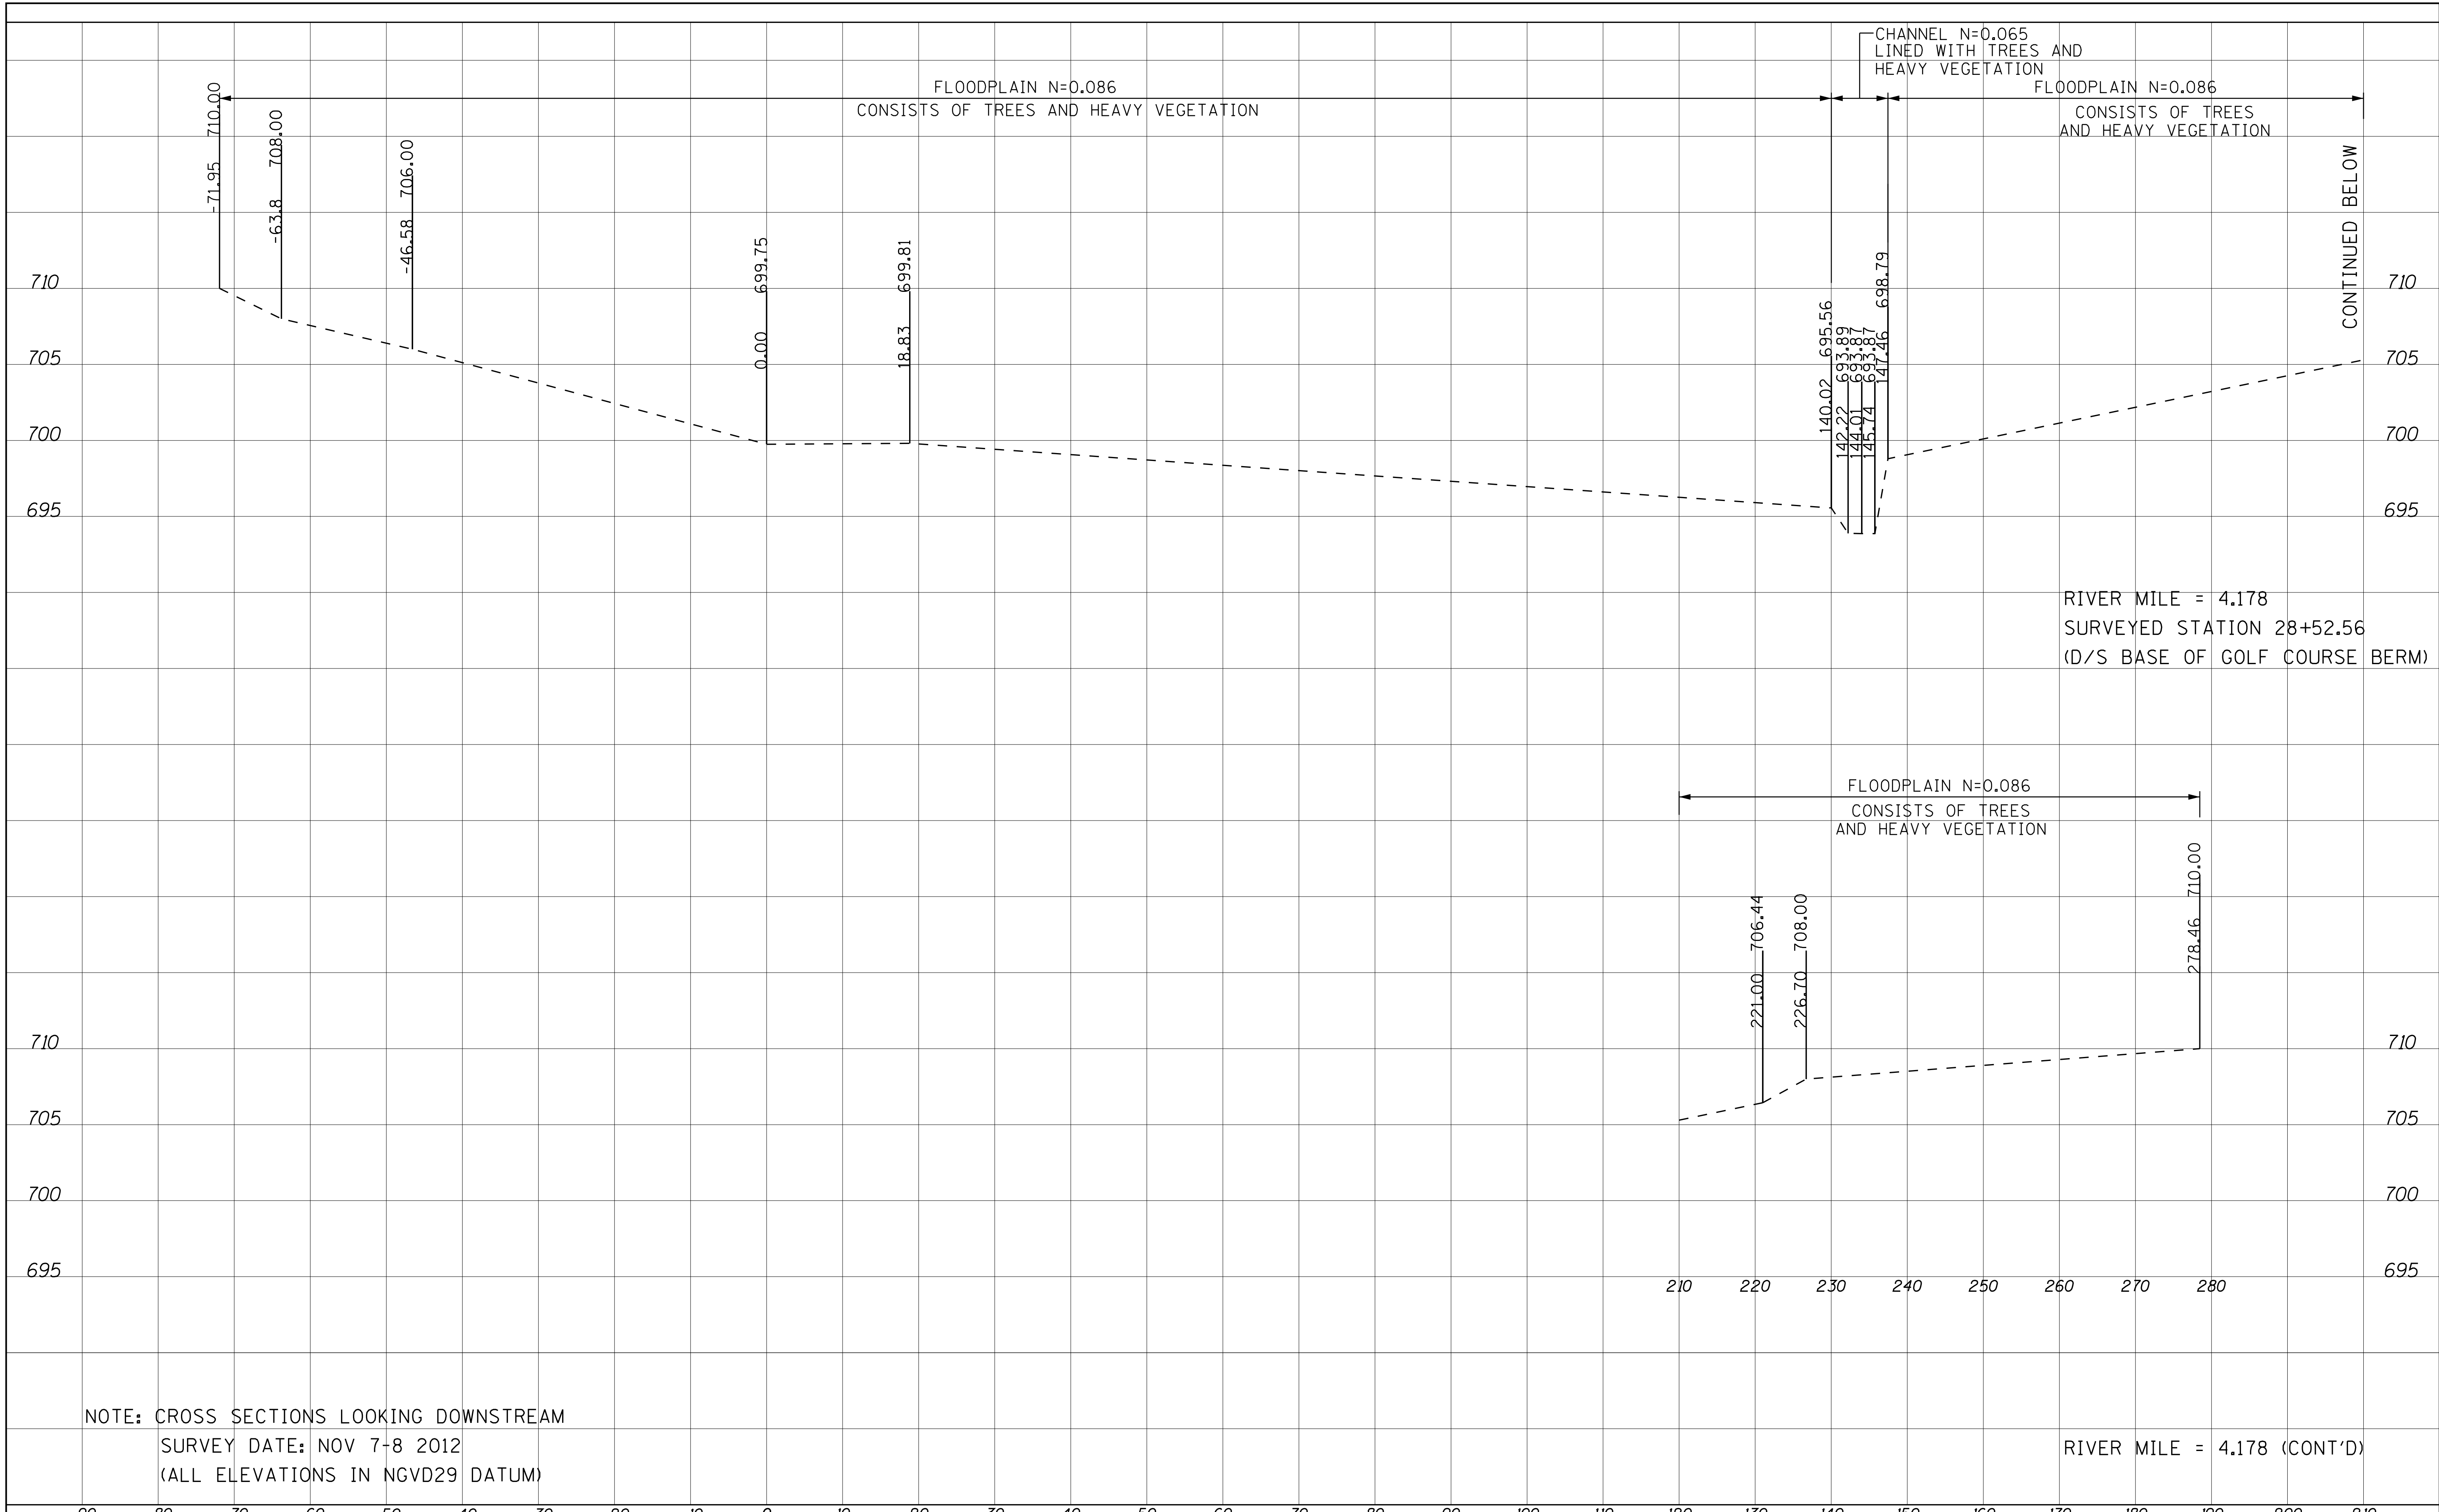 CHANNEL N=0.065
LINED WITH TREES AND
HEAVY VEGETATION
FLOODPLAIN N=0.086
CONSISTS OF TREES AND HEAVY VEGETATION
FLOODPLAIN N=0.086
CONSISTS OF TREES
AND HEAVY VEGETATION
CONTINUED BELOW
-71.95 710.00
-63.8 708.00
-46.58 706.00
0.00 699.75
18.83 699.81
140.02 695.56
142.22 693.89
144.01 693.87
145.74 693.87
147.46 698.79
710 710
705 705
700 700
695 695
RIVER MILE = 4.178
SURVEYED STATION 28+52.56
(D/S BASE OF GOLF COURSE BERM)
FLOODPLAIN N=0.086
CONSISTS OF TREES
AND HEAVY VEGETATION
221.00 706.44
226.70 708.00
278.46 710.00
710 710
705 705
700 700
695 695
210 220 230 240 250 260 270 280
NOTE: CROSS SECTIONS LOOKING DOWNSTREAM
SURVEY DATE: NOV 7-8 2012
(ALL ELEVATIONS IN NGVD29 DATUM)
RIVER MILE = 4.178 (CONT'D)